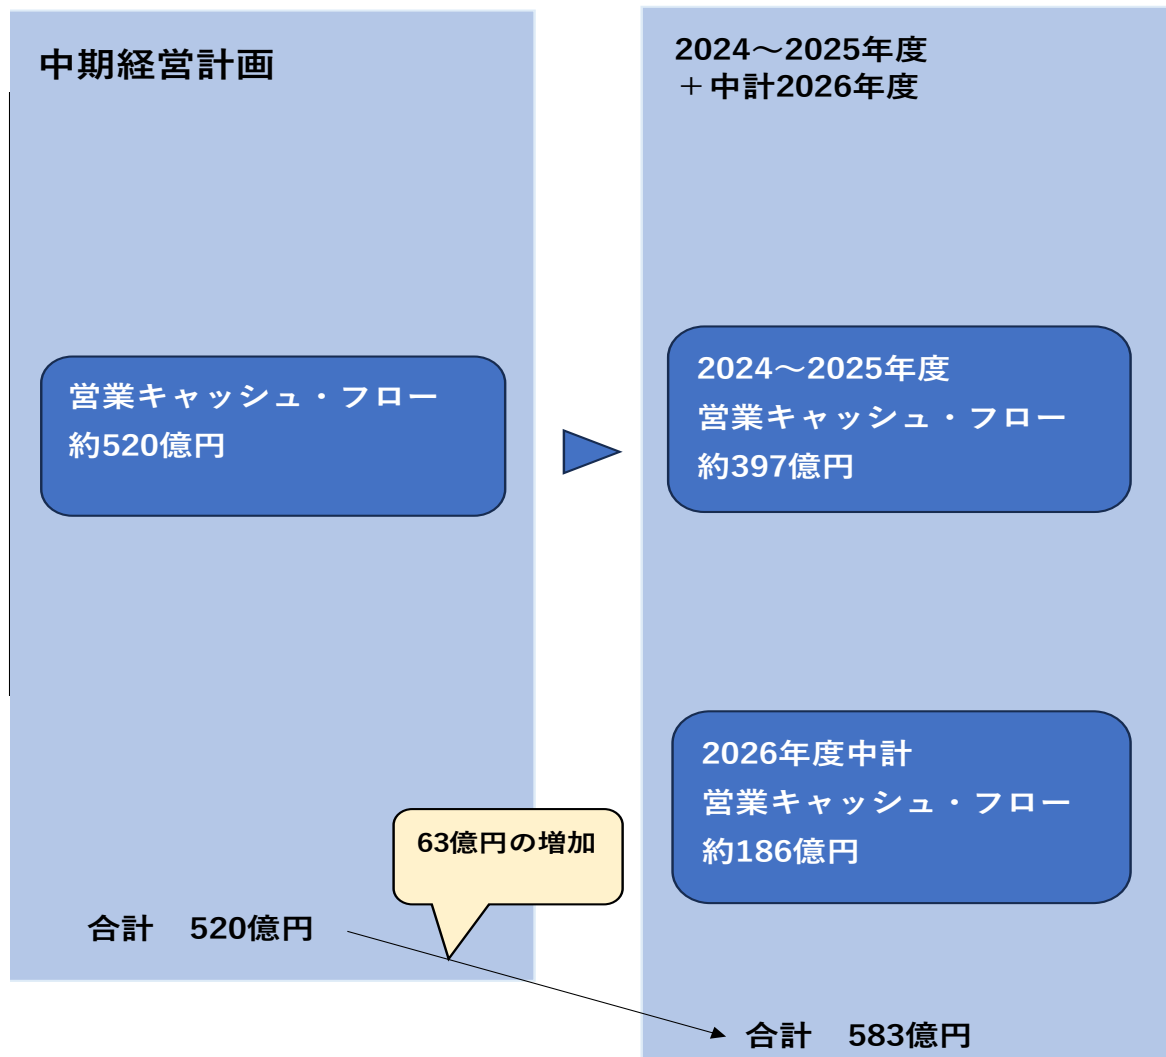 中期経営計画
営業キャッシュ・フロー
約520億円
63億円の増加
合計　520億円
2024～2025年度
＋中計2026年度
2024～2025年度
営業キャッシュ・フロー
約397億円
2026年度中計
営業キャッシュ・フロー
約186億円
合計　583億円